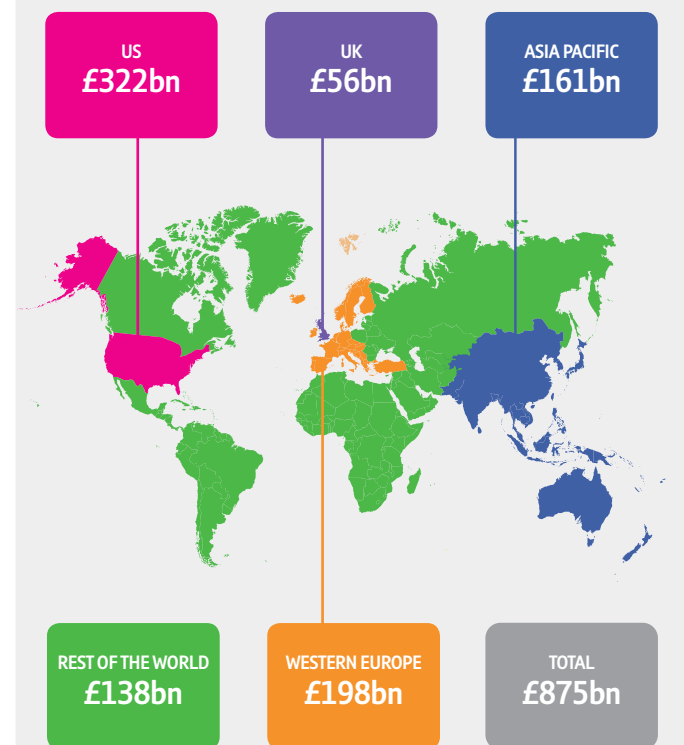 US
£322bn
UK
£56bn
ASIA PACIFIC
£161bn
REST OF THE WORLD
£138bn
WESTERN EUROPE
£198bn
TOTAL
£875bn